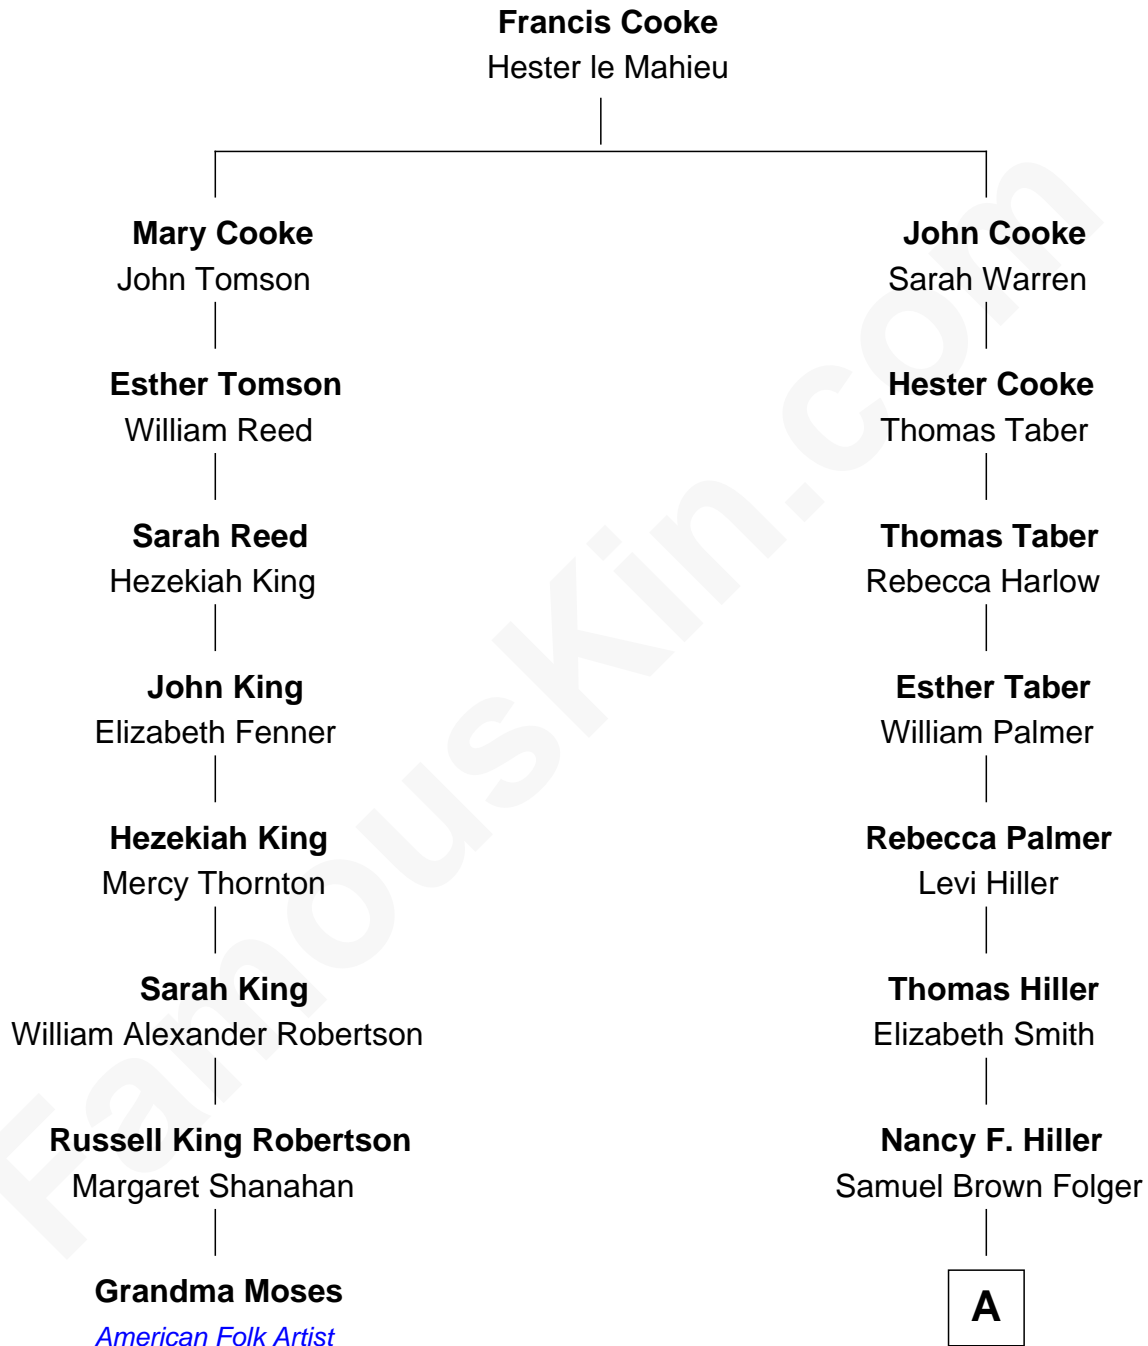 Francis Cooke
Hester le Mahieu
Mary Cooke
John Tomson
John Cooke
Sarah Warren
Esther Tomson
William Reed
Hester Cooke
Thomas Taber
Sarah Reed
Hezekiah King
Thomas Taber
Rebecca Harlow
John King
Elizabeth Fenner
Esther Taber
William Palmer
Hezekiah King
Mercy Thornton
Rebecca Palmer
Levi Hiller
Sarah King
William Alexander Robertson
Thomas Hiller
Elizabeth Smith
Russell King Robertson
Margaret Shanahan
Nancy F. Hiller
Samuel Brown Folger
Grandma Moses
American Folk Artist
A
FamousKin.com